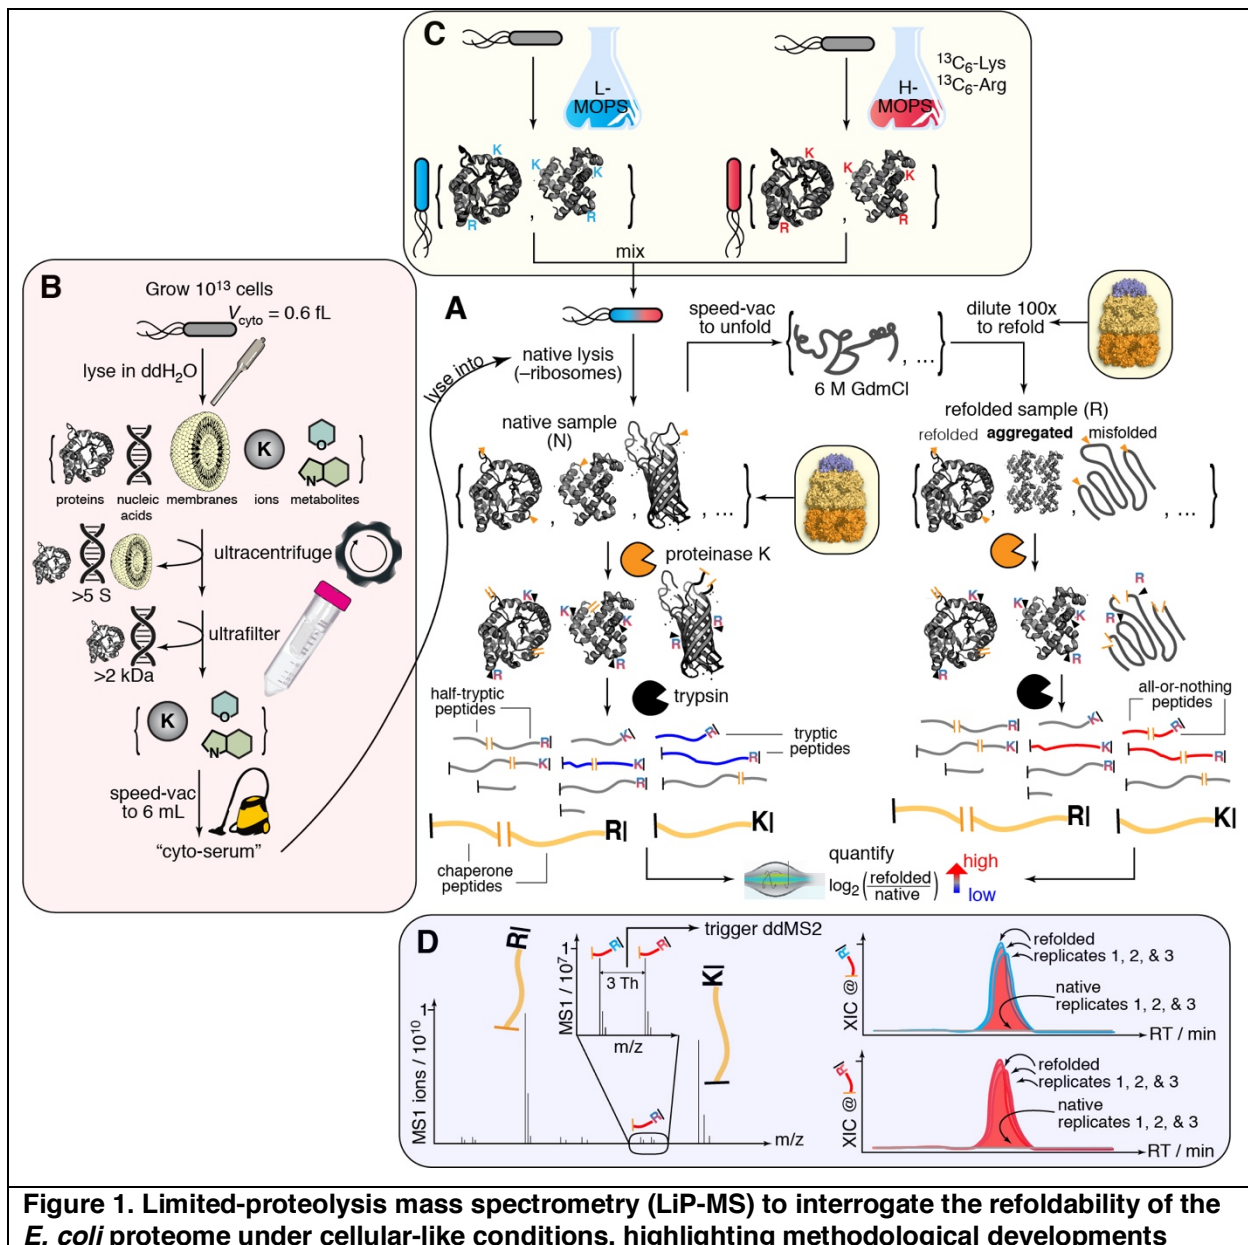 C
L-
MOPS
H-
MOPS
¹³C₆-Lys
¹³C₆-Arg
K
R
K
K
R
K
R
K
K
R
mix
B
Grow 10¹³ cells
Vcyto = 0.6 fL
lyse in ddH₂O
K
O
N
proteins
nucleic acids
membranes
ions
metabolites
ultracentrifuge
>5 S
ultrafilter
>2 kDa
K
O
N
speed-vac
to 6 mL
“cyto-serum”
lyse into
A
native lysis
(–ribosomes)
speed-vac
to unfold
, ...
6 M GdmCl
dilute 100x
to refold
native sample
(N)
, ...
refolded sample (R)
refolded aggregated misfolded
, ...
proteinase K
K
R
K
K
R
R
R
K
R
K
K
R
R
R
trypsin
half-tryptic
peptides
tryptic
peptides
all-or-nothing
peptides
R|
K|
K|
R|
R|
R|
R|
K|
K|
K|
R|
R|
R|
R|
K|
R|
K|
chaperone
peptides
quantify
log₂(refolded/native)
high
low
D
R|
K|
MS1 ions / 10¹⁰
1
m/z
R|
MS1 / 10⁷
1
R|
R|
3 Th
m/z
trigger ddMS2
XIC @ R|
refolded
replicates 1, 2, & 3
native
replicates 1, 2, & 3
RT / min
XIC @ R|
refolded
replicates 1, 2, & 3
native
replicates 1, 2, & 3
RT / min
Figure 1. Limited-proteolysis mass spectrometry (LiP-MS) to interrogate the refoldability of the
E. coli proteome under cellular-like conditions, highlighting methodological developments